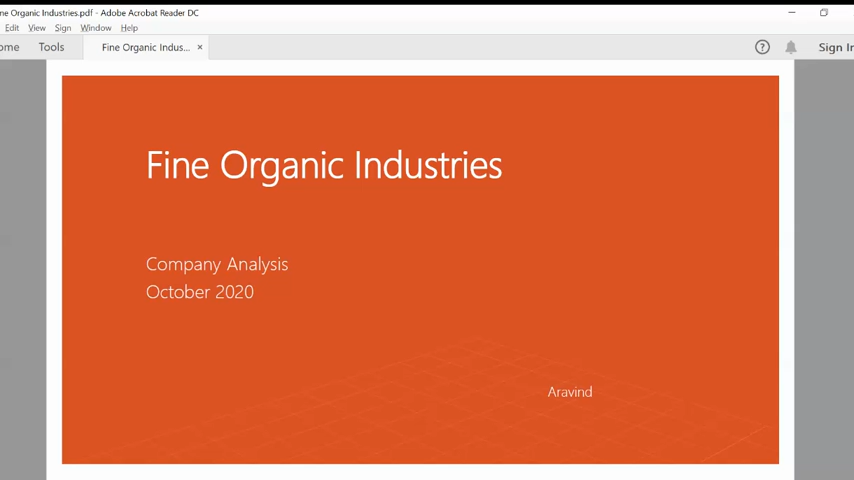 ne Organic Industries.pdf - Adobe Acrobat Reader DC
Edit View Sign Window Help
ome Tools Fine Organic Indus... × ? Sign In
Fine Organic Industries
Company Analysis
October 2020
Aravind